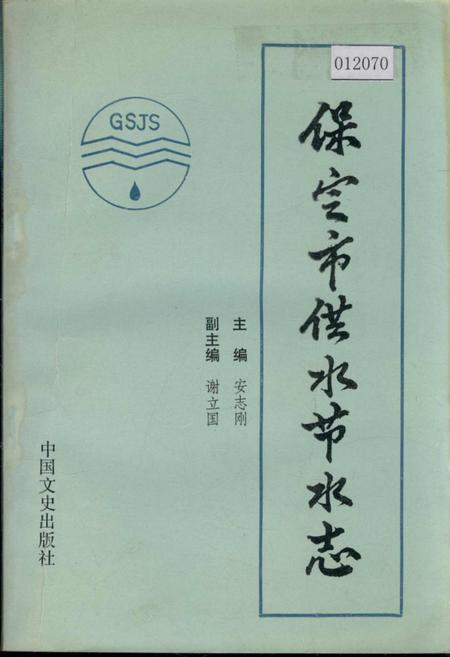 012070
GSJS
保定市供水节水志
主编 安志刚
副主编 谢立国
中国文史出版社